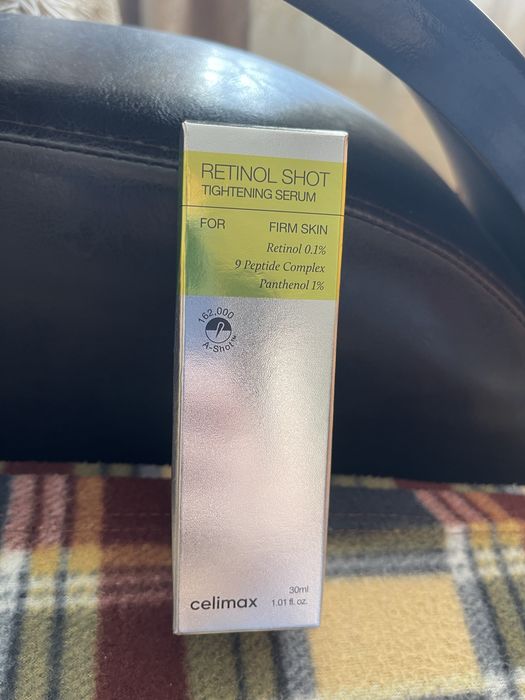 RETINOL SHOT
TIGHTENING SERUM
FOR FIRM SKIN
Retinol 0.1%
9 Peptide Complex
Panthenol 1%
162,000
A-Shot™
30ml
celimax 1.01 fl. oz.